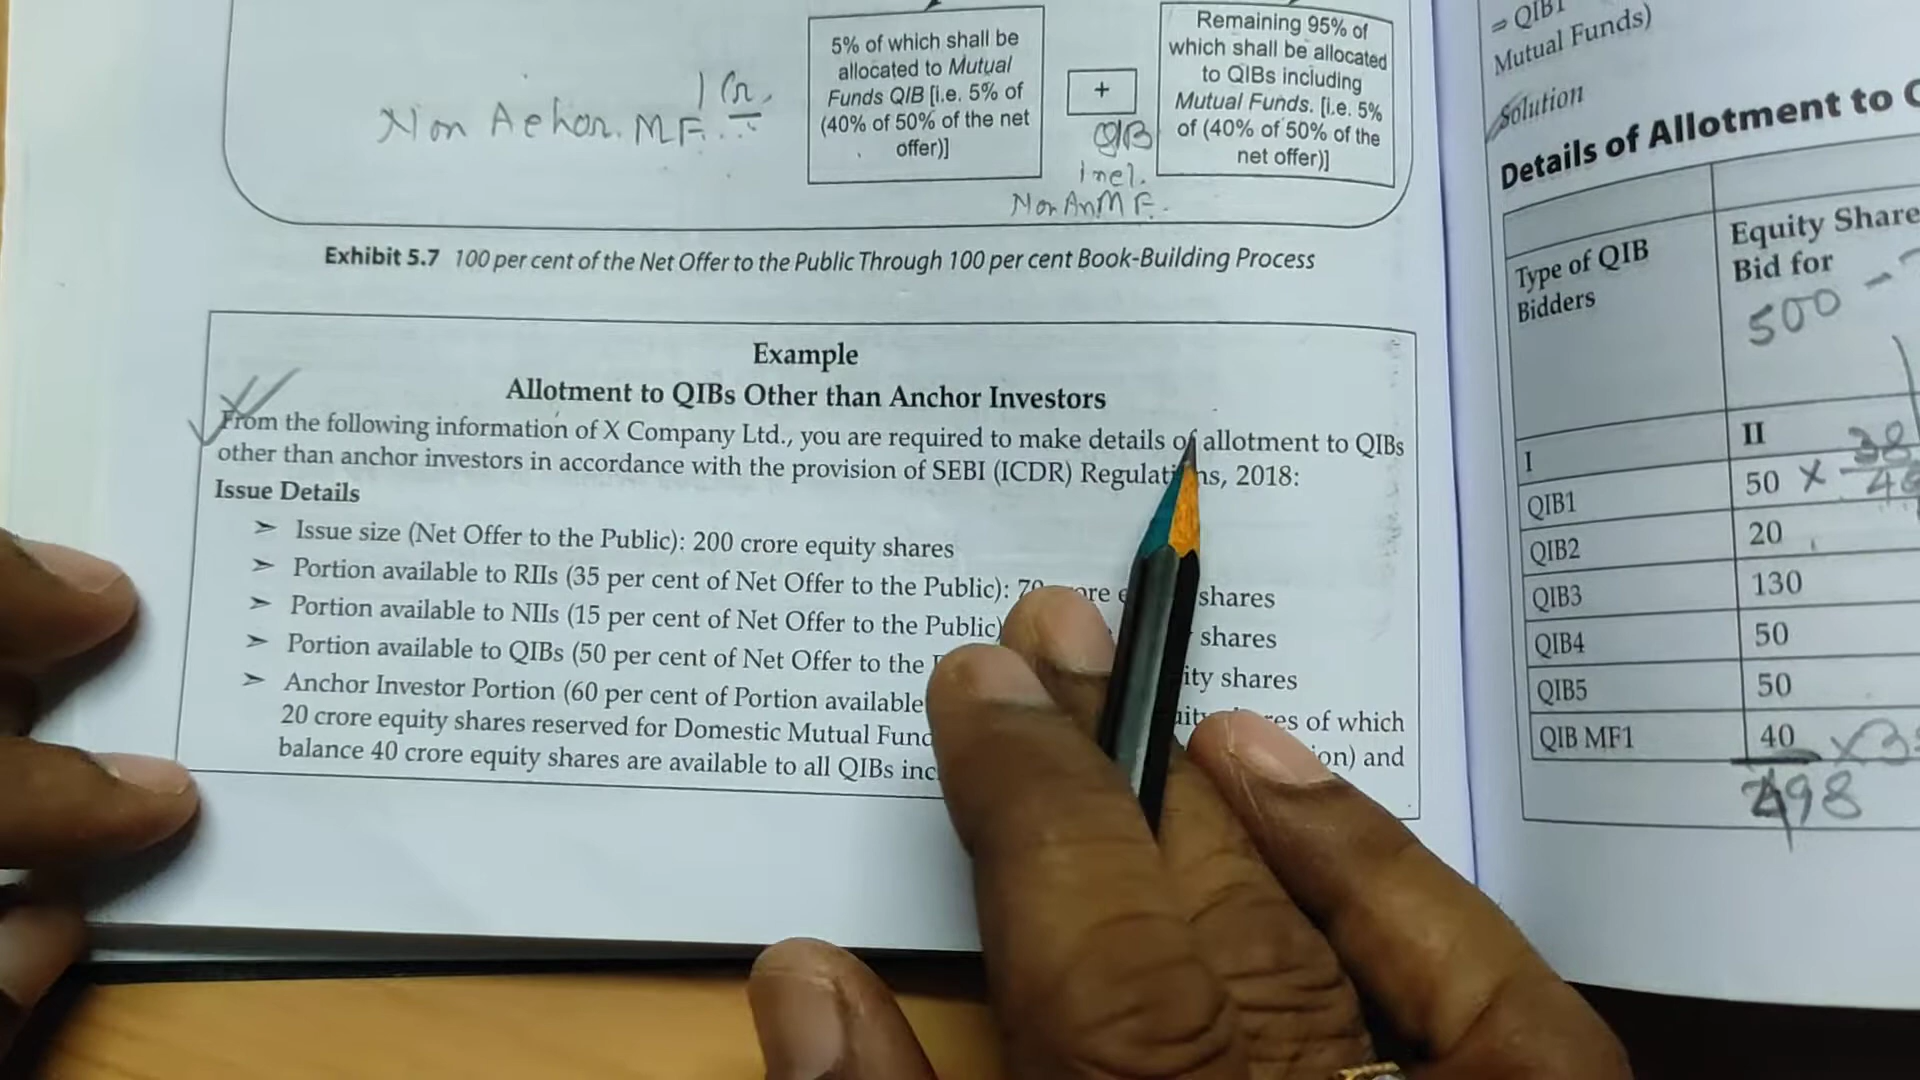 5% of which shall be
allocated to Mutual
Funds QIB [i.e. 5% of
(40% of 50% of the net
offer)]
+
Remaining 95% of
which shall be allocated
to QIBs including
Mutual Funds. [i.e. 5%
of (40% of 50% of the
net offer)]
Non Achor. MF. 1 Cr.
QIB
incl.
Non An MF.
Exhibit 5.7 100 per cent of the Net Offer to the Public Through 100 per cent Book-Building Process
Example
Allotment to QIBs Other than Anchor Investors
From the following information of X Company Ltd., you are required to make details of allotment to QIBs
other than anchor investors in accordance with the provision of SEBI (ICDR) Regulations, 2018:
Issue Details
➢ Issue size (Net Offer to the Public): 200 crore equity shares
➢ Portion available to RIIs (35 per cent of Net Offer to the Public): shares
➢ Portion available to NIIs (15 per cent of Net Offer to the Public) shares
➢ Portion available to QIBs (50 per cent of Net Offer to the shares
➢ Anchor Investor Portion (60 per cent of Portion available of which
20 crore equity shares reserved for Domestic Mutual and
balance 40 crore equity shares are available to all QIBs
= QIB1
Mutual Funds)
Solution
Details of Allotment to
Type of QIB
Bidders
Equity Share
Bid for
500
I II
QIB1 50 × 38
QIB2 20
QIB3 130
QIB4 50
QIB5 50
QIB MF1 40 ×
498